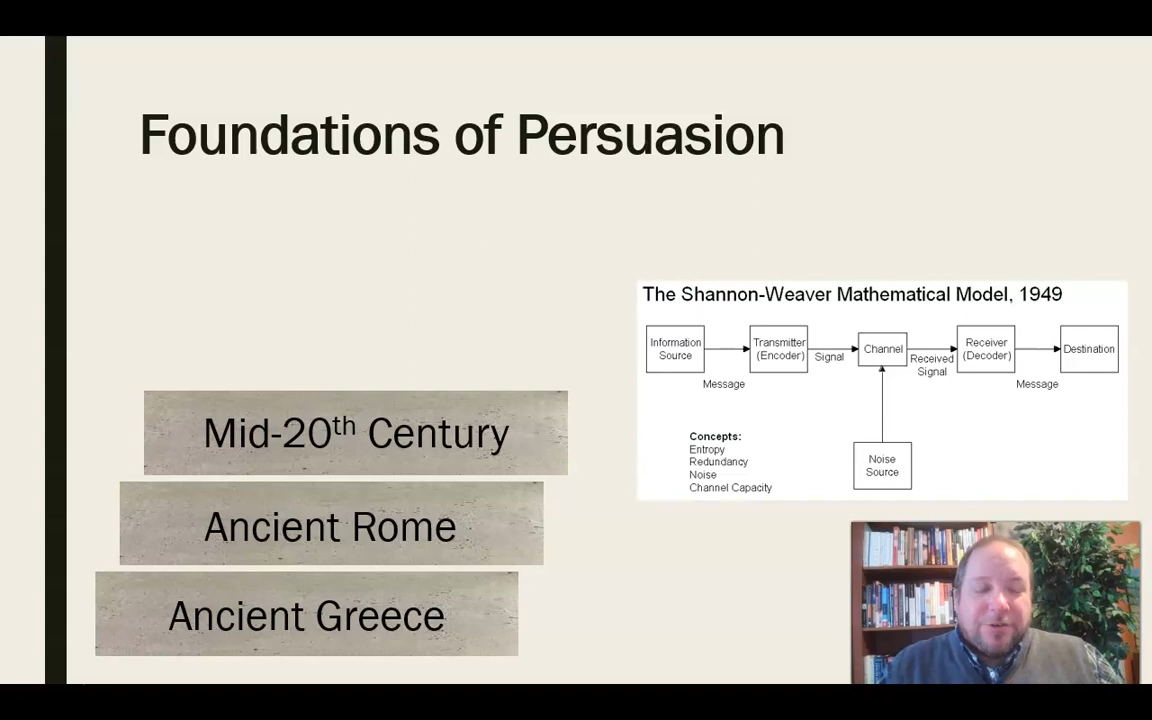 Foundations of Persuasion
The Shannon-Weaver Mathematical Model, 1949
Information
Source
Transmitter
(Encoder)
Signal
Channel
Received
Signal
Receiver
(Decoder)
Destination
Message
Message
Concepts:
Entropy
Redundancy
Noise
Channel Capacity
Noise
Source
Mid-20th Century
Ancient Rome
Ancient Greece